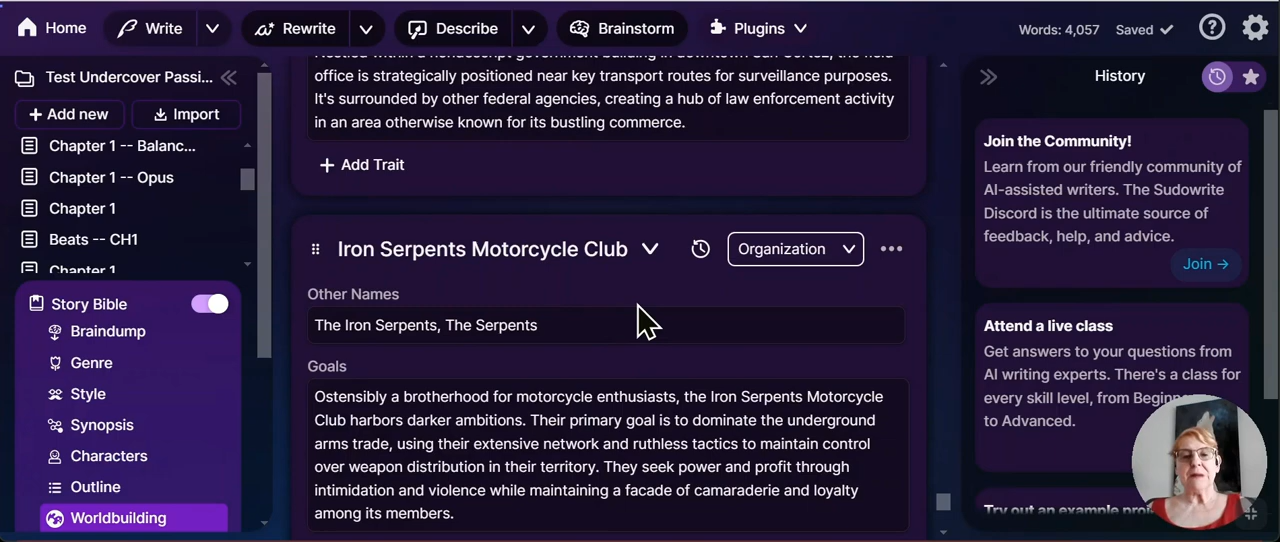 Home
Write
Rewrite
Describe
Brainstorm
Plugins
Words: 4,057
Saved
Test Undercover Passi...
+ Add new
Import
Chapter 1 -- Balanc...
Chapter 1 -- Opus
Chapter 1
Beats -- CH1
Chapter 1
Story Bible
Braindump
Genre
Style
Synopsis
Characters
Outline
Worldbuilding
office is strategically positioned near key transport routes for surveillance purposes.
It's surrounded by other federal agencies, creating a hub of law enforcement activity
in an area otherwise known for its bustling commerce.
+ Add Trait
Iron Serpents Motorcycle Club
Organization
Other Names
The Iron Serpents, The Serpents
Goals
Ostensibly a brotherhood for motorcycle enthusiasts, the Iron Serpents Motorcycle
Club harbors darker ambitions. Their primary goal is to dominate the underground
arms trade, using their extensive network and ruthless tactics to maintain control
over weapon distribution in their territory. They seek power and profit through
intimidation and violence while maintaining a facade of camaraderie and loyalty
among its members.
History
Join the Community!
Learn from our friendly community of
AI-assisted writers. The Sudowrite
Discord is the ultimate source of
feedback, help, and advice.
Join →
Attend a live class
Get answers to your questions from
AI writing experts. There's a class for
every skill level, from
to Advanced.
Try out an example